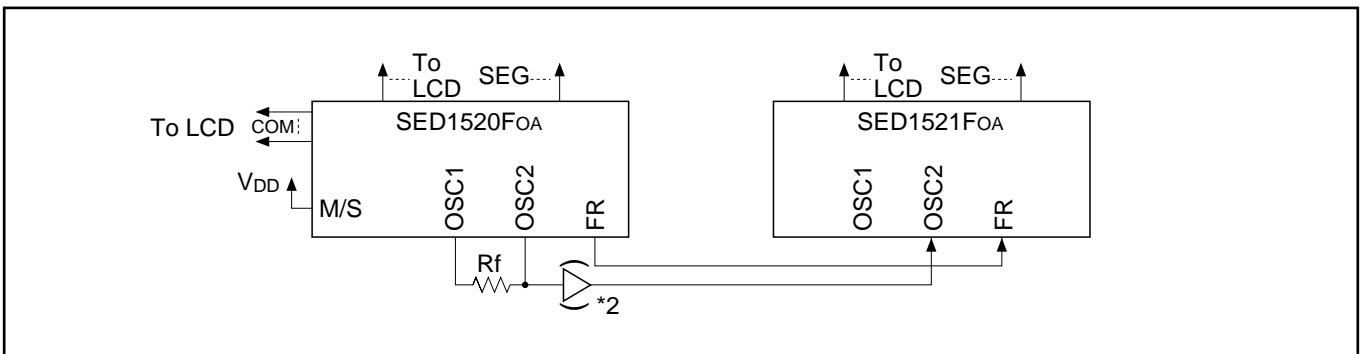 To
LCD
SEG
To
LCD
SEG
To LCD
COM
SED1520FOA
SED1521FOA
VDD
M/S
OSC1
OSC2
FR
OSC1
OSC2
FR
Rf
*2